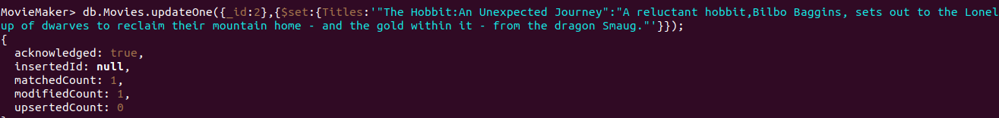 MovieMaker> db.Movies.updateOne({_id:2},{$set:{Titles:'"The Hobbit:An Unexpected Journey":"A reluctant hobbit,Bilbo Baggins, sets out to the Lonel
up of dwarves to reclaim their mountain home - and the gold within it - from the dragon Smaug."'}});
{
  acknowledged: true,
  insertedId: null,
  matchedCount: 1,
  modifiedCount: 1,
  upsertedCount: 0